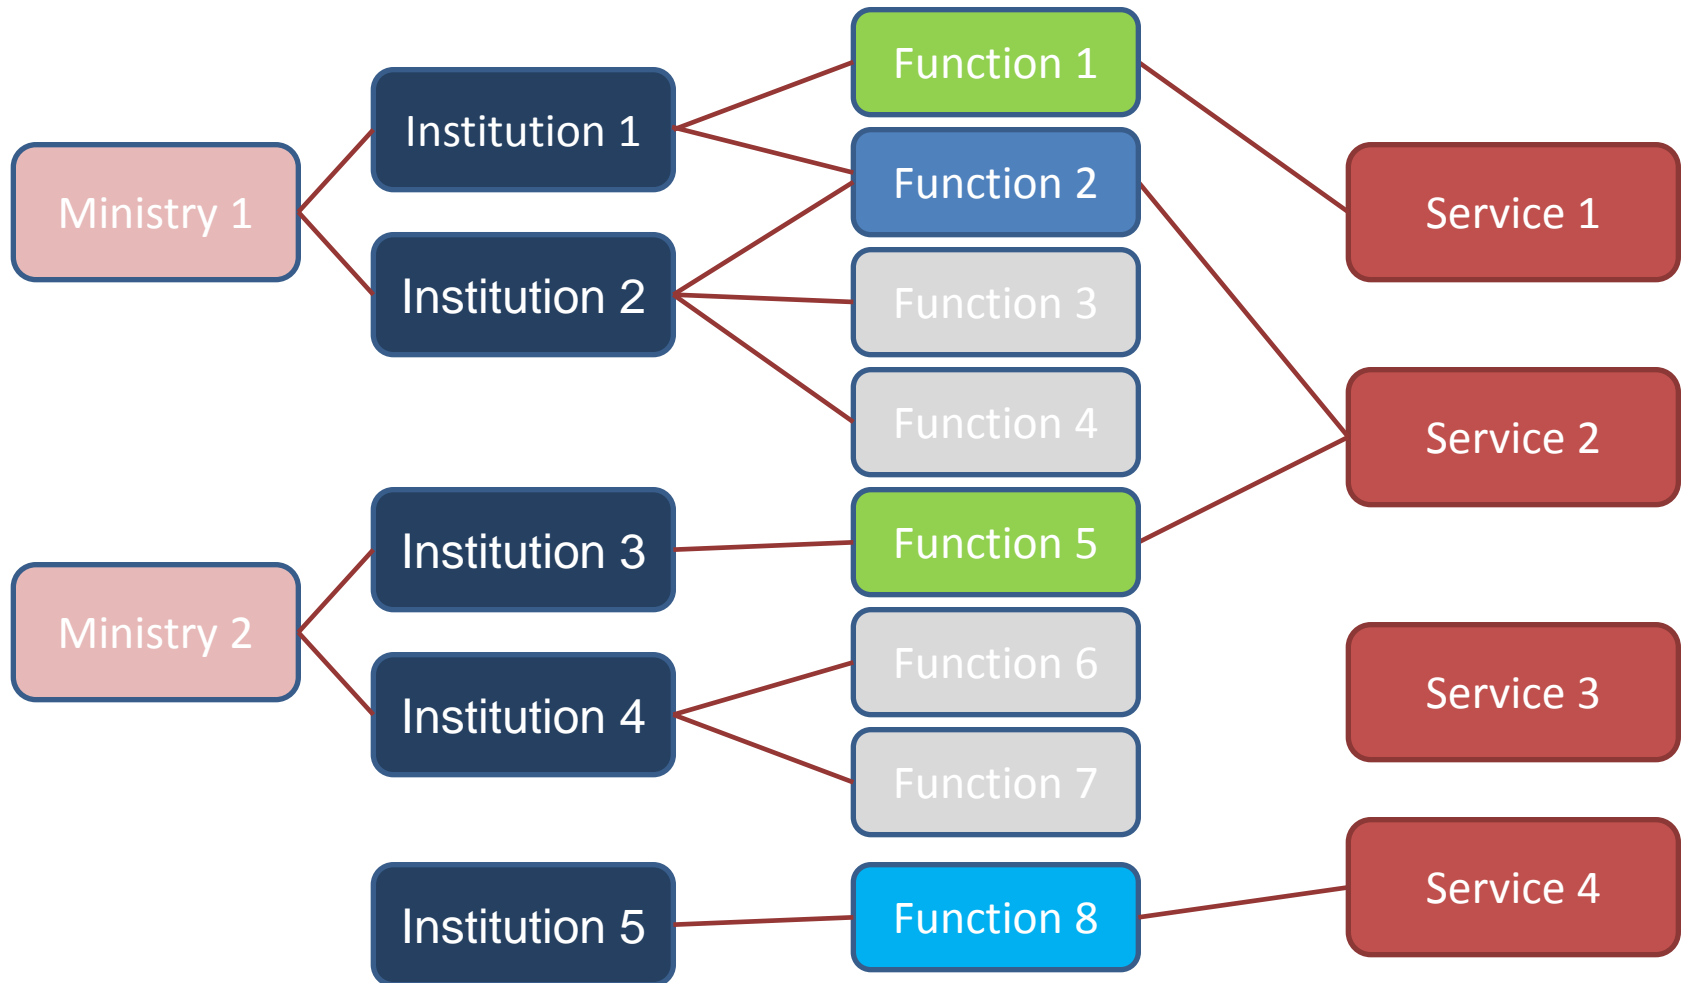 Ministry 1
Ministry 2
Institution 1
Institution 2
Institution 3
Institution 4
Institution 5
Function 1
Function 2
Function 3
Function 4
Function 5
Function 6
Function 7
Function 8
Service 1
Service 2
Service 3
Service 4